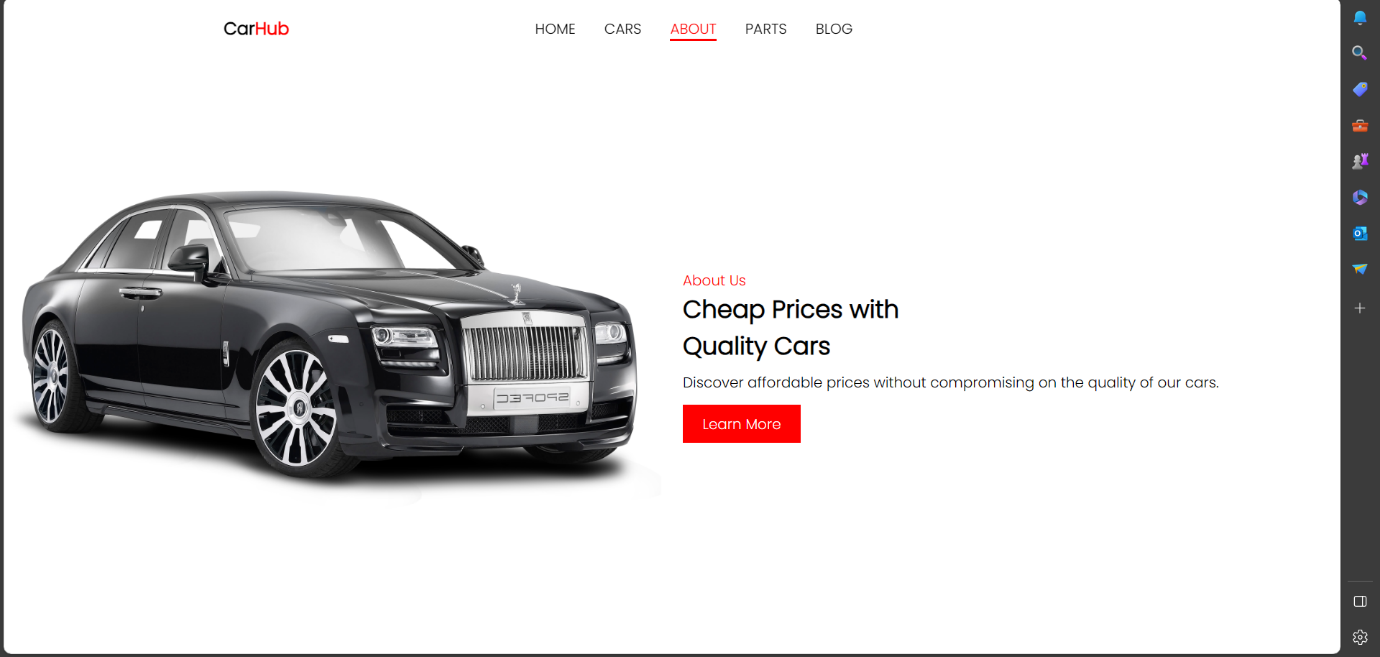 CarHub
HOME CARS ABOUT PARTS BLOG
About Us
Cheap Prices with
Quality Cars
Discover affordable prices without compromising on the quality of our cars.
Learn More
SPOFEC